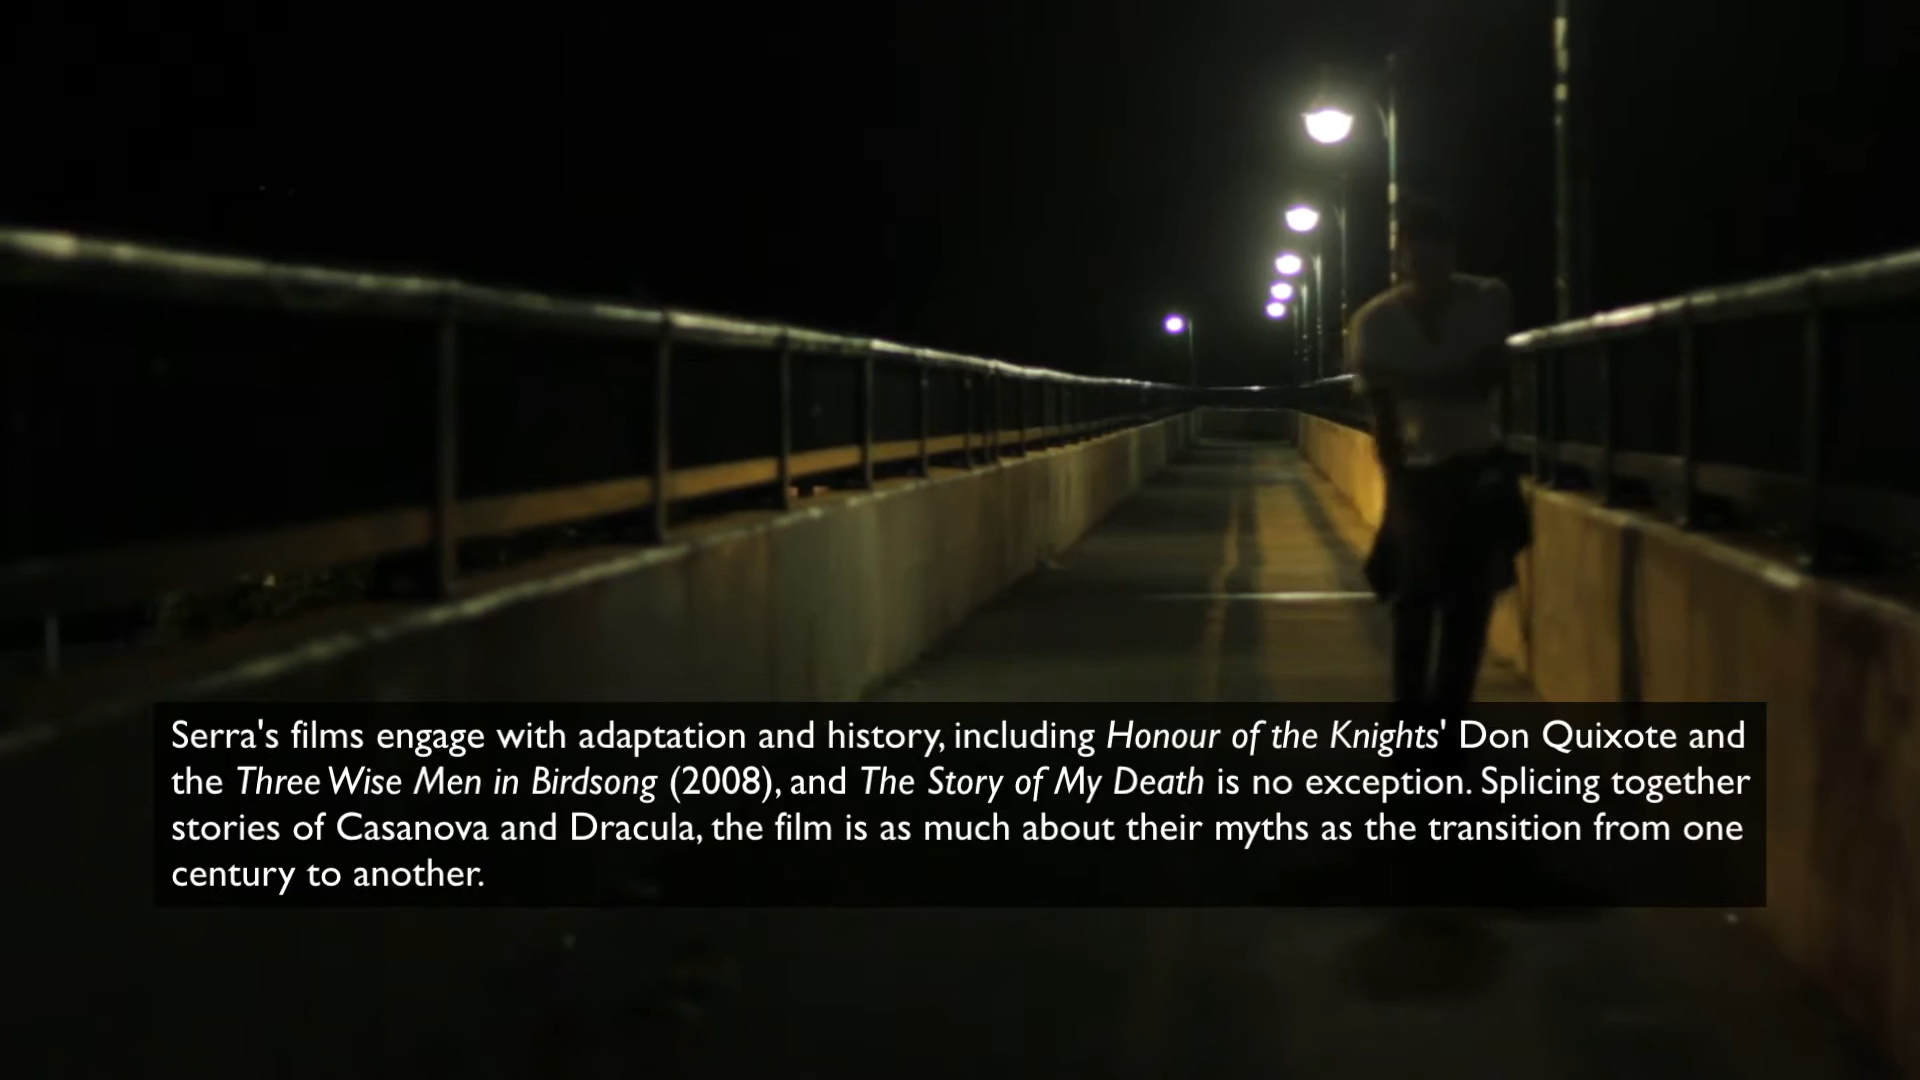 Serra's films engage with adaptation and history, including Honour of the Knights' Don Quixote and
the Three Wise Men in Birdsong (2008), and The Story of My Death is no exception. Splicing together
stories of Casanova and Dracula, the film is as much about their myths as the transition from one
century to another.